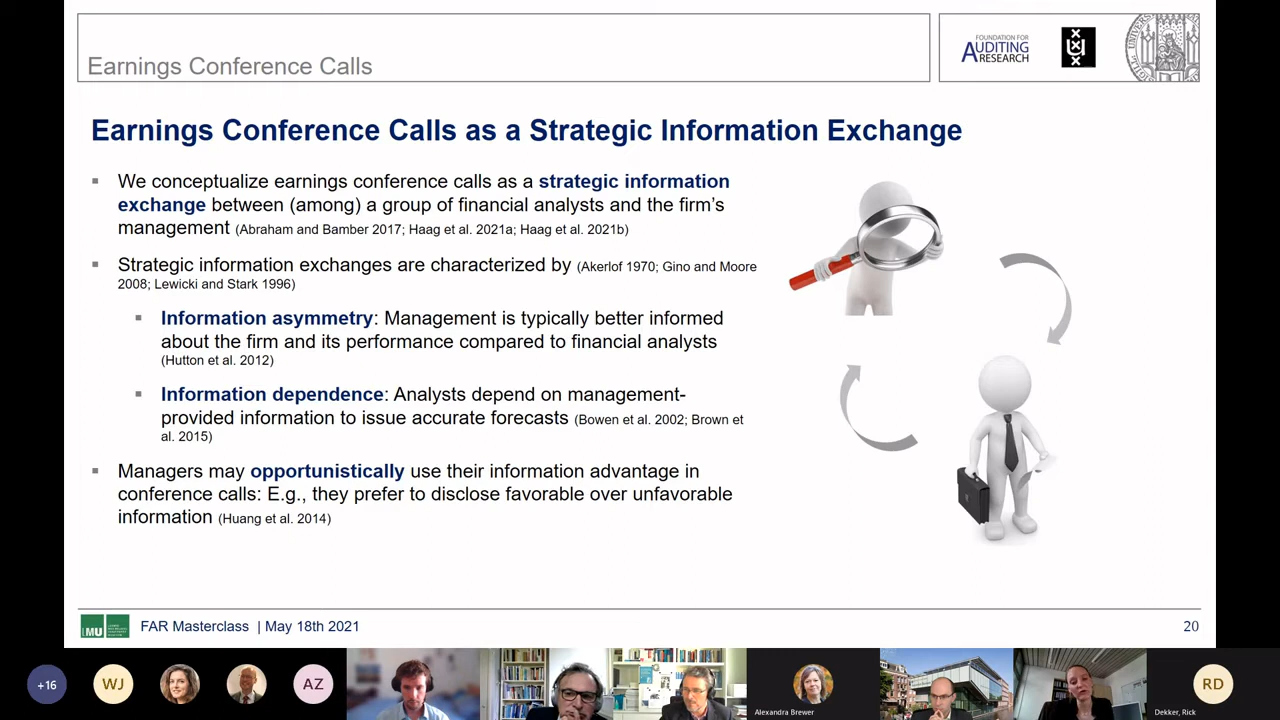 Earnings Conference Calls
FOUNDATION FOR
AUDITING
RESEARCH
Earnings Conference Calls as a Strategic Information Exchange
We conceptualize earnings conference calls as a strategic information
exchange between (among) a group of financial analysts and the firm's
management (Abraham and Bamber 2017; Haag et al. 2021a; Haag et al. 2021b)
Strategic information exchanges are characterized by (Akerlof 1970; Gino and Moore
2008; Lewicki and Stark 1996)
Information asymmetry: Management is typically better informed
about the firm and its performance compared to financial analysts
(Hutton et al. 2012)
Information dependence: Analysts depend on management-
provided information to issue accurate forecasts (Bowen et al. 2002; Brown et
al. 2015)
Managers may opportunistically use their information advantage in
conference calls: E.g., they prefer to disclose favorable over unfavorable
information (Huang et al. 2014)
LMU
FAR Masterclass | May 18th 2021
20
+16
WJ
AZ
Alexandra Brewer
Dekker, Rick
RD